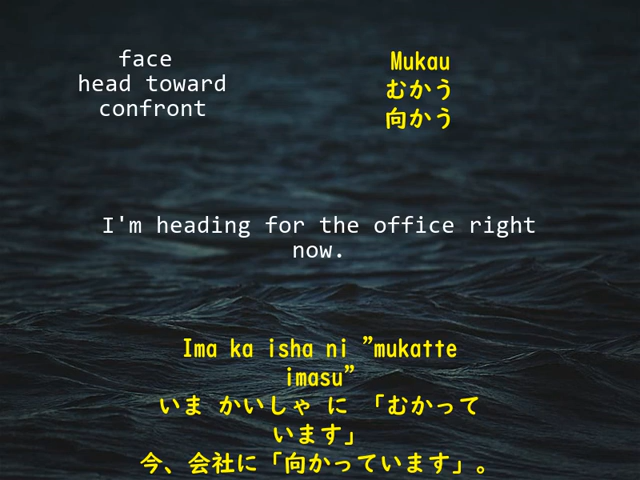 face
head toward
confront
Mukau
むかう
向かう
I'm heading for the office right
now.
Ima ka isha ni ”mukatte
imasu”
いま かいしゃ に 「むかって
います」
今、会社に「向かっています」。